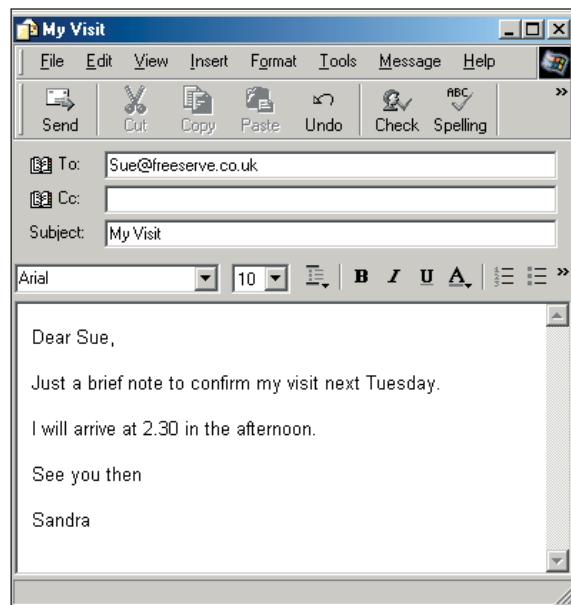 My Visit
File Edit View Insert Format Tools Message Help
Send Cut Copy Paste Undo Check ABC Spelling »
To: Sue@freeserve.co.uk
Cc:
Subject: My Visit
Arial 10 B I U A »
Dear Sue,
Just a brief note to confirm my visit next Tuesday.
I will arrive at 2.30 in the afternoon.
See you then
Sandra